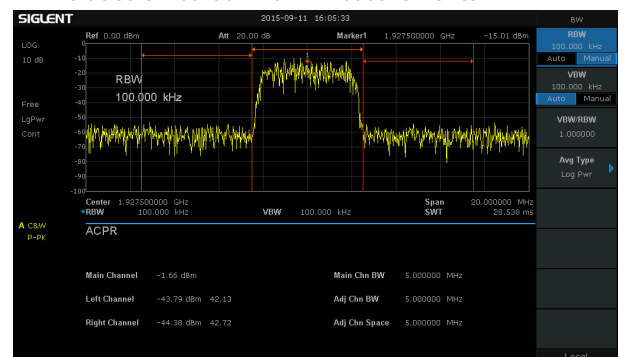 SIGLENT
2015-09-11 16:05:33
BW
LOG
10 dB
Free
LgPwr
Cont
A C&W
P-PK
Ref 0.00 dBm Att 20.00 dB Marker1 1.927500000 GHz -15.01 dBm
0
-10
-20
-30
-40
-50
-60
-70
-80
-90
-100
1
RBW
100.000 kHz
Center 1.927500000 GHz Span 20.000000 MHz
*RBW 100.000 kHz VBW 100.000 kHz SWT 28.538 ms
ACPR
Main Channel -1.66 dBm Main Chn BW 5.000000 MHz
Left Channel -43.79 dBm 42.13 Adj Chn BW 5.000000 MHz
Right Channel -44.38 dBm 42.72 Adj Chn Space 5.000000 MHz
RBW
100.000 kHz
Auto Manual
VBW
100.000 kHz
Auto Manual
VBW/RBW
1.000000
Avg Type
Log Pwr
Local